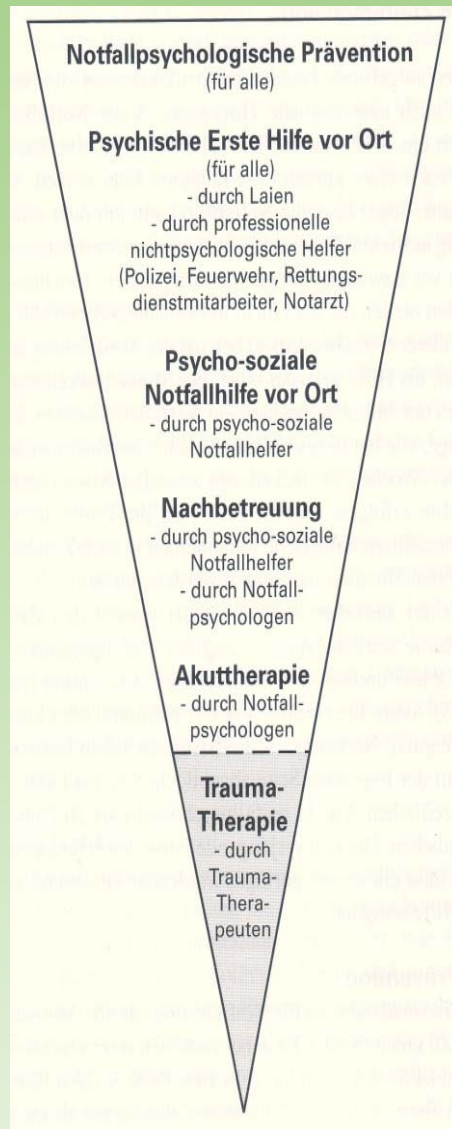 Notfallpsychologische Prävention
(für alle)
Psychische Erste Hilfe vor Ort
(für alle)
- durch Laien
- durch professionelle
nichtpsychologische Helfer
(Polizei, Feuerwehr, Rettungs-
dienstmitarbeiter, Notarzt)
Psycho-soziale
Notfallhilfe vor Ort
- durch psycho-soziale
Notfallhelfer
Nachbetreuung
- durch psycho-soziale
Notfallhelfer
- durch Notfall-
psychologen
Akuttherapie
- durch Notfall-
psychologen
Trauma-
Therapie
- durch
Trauma-
Thera-
peuten